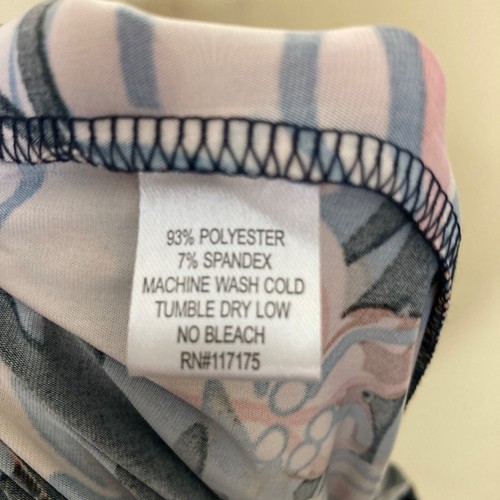 93% POLYESTER
7% SPANDEX
MACHINE WASH COLD
TUMBLE DRY LOW
NO BLEACH
RN#117175